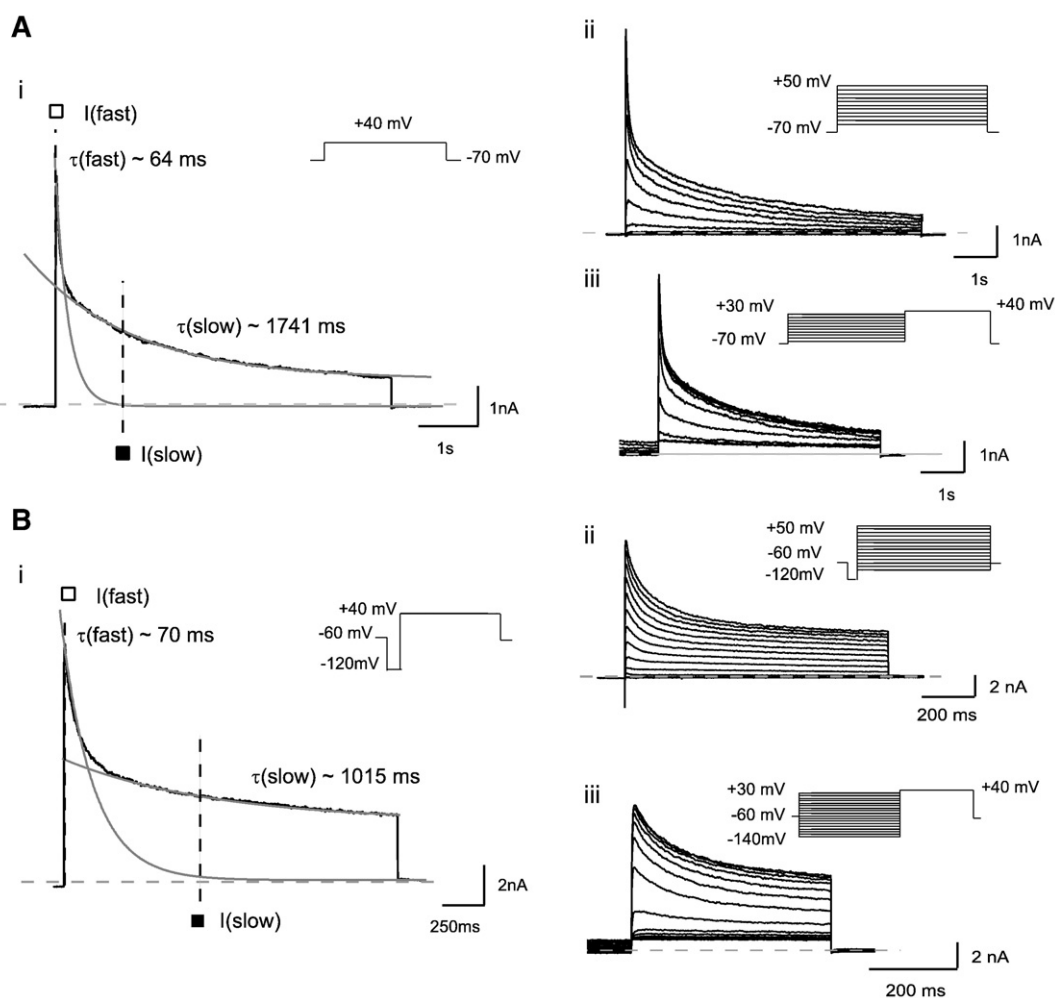 A
i
I(fast)
τ(fast) ~ 64 ms
+40 mV
-70 mV
τ(slow) ~ 1741 ms
I(slow)
1nA
1s
ii
+50 mV
-70 mV
1nA
1s
iii
+30 mV
+40 mV
-70 mV
1nA
1s
B
i
I(fast)
τ(fast) ~ 70 ms
+40 mV
-60 mV
-120mV
τ(slow) ~ 1015 ms
I(slow)
2nA
250ms
ii
+50 mV
-60 mV
-120mV
2 nA
200 ms
iii
+30 mV
+40 mV
-60 mV
-140mV
2 nA
200 ms